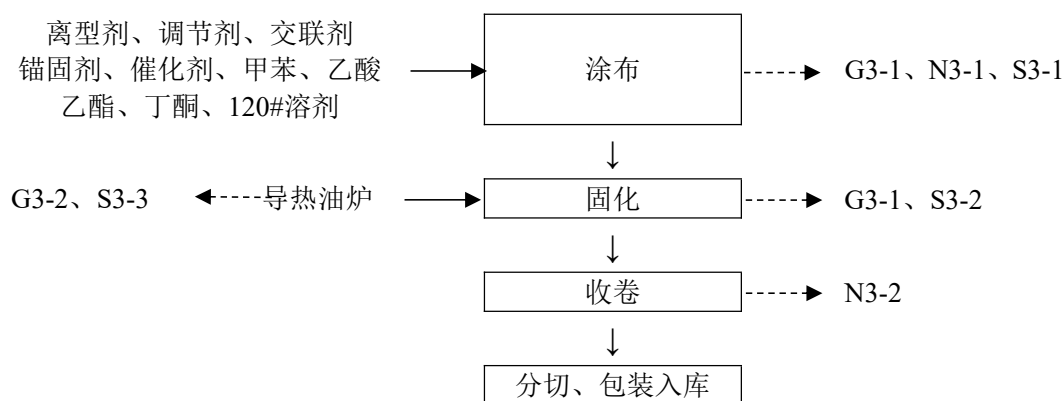 离型剂、调节剂、交联剂
锚固剂、催化剂、甲苯、乙酸
乙酯、丁酮、120#溶剂
涂布
G3-1、N3-1、S3-1
G3-2、S3-3
导热油炉
固化
G3-1、S3-2
收卷
N3-2
分切、包装入库